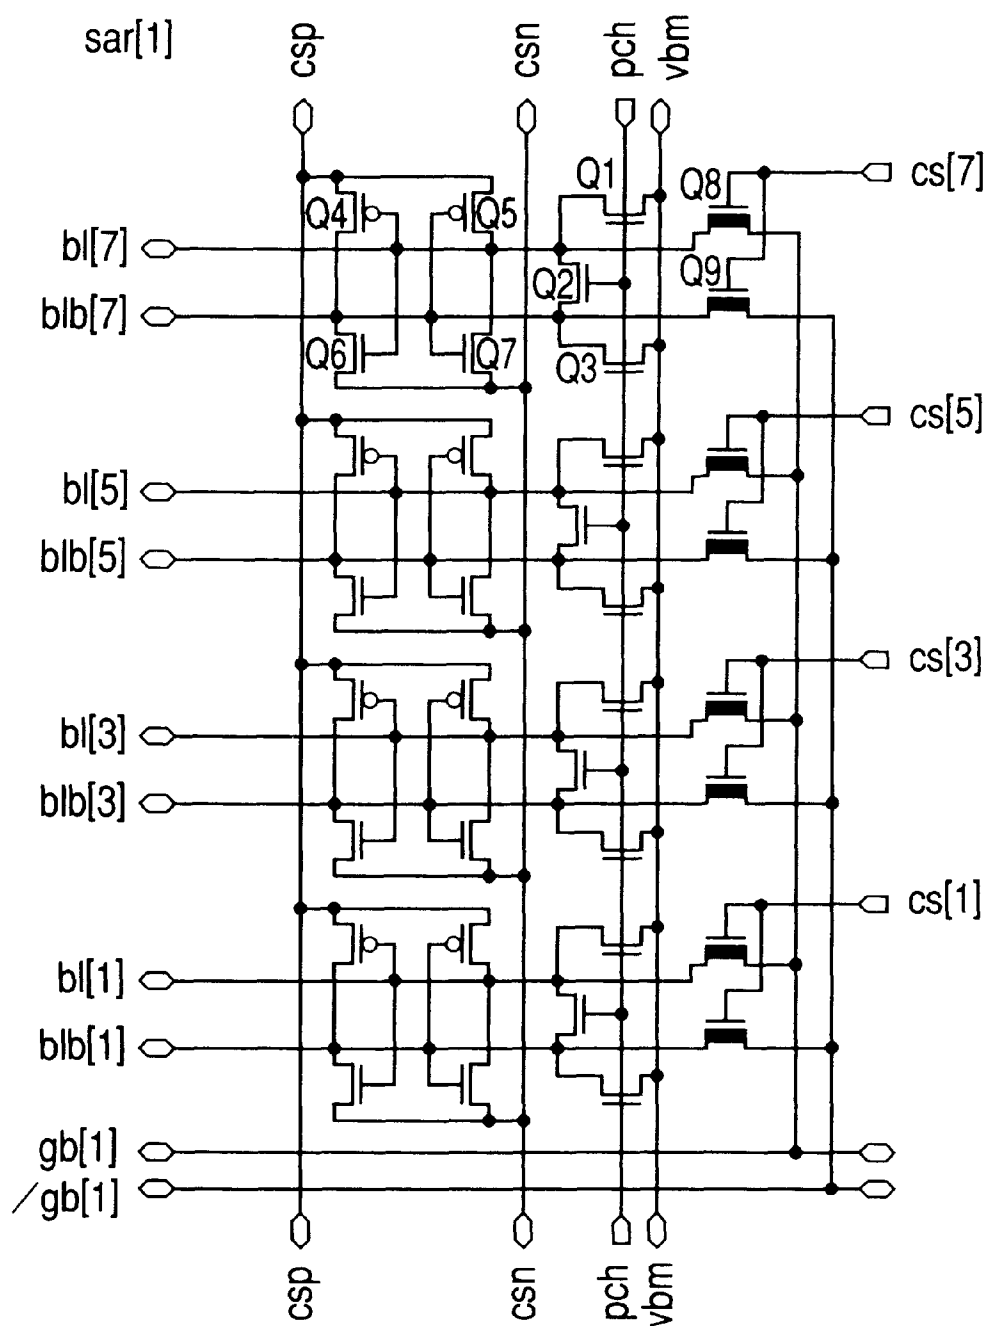 sar[1]
csp
csn
pch
vbm
Q1
Q8
cs[7]
Q4
Q5
bl[7]
Q2
Q9
blb[7]
Q6
Q7
Q3
cs[5]
bl[5]
blb[5]
cs[3]
bl[3]
blb[3]
cs[1]
bl[1]
blb[1]
gb[1]
/gb[1]
csp
csn
pch
vbm